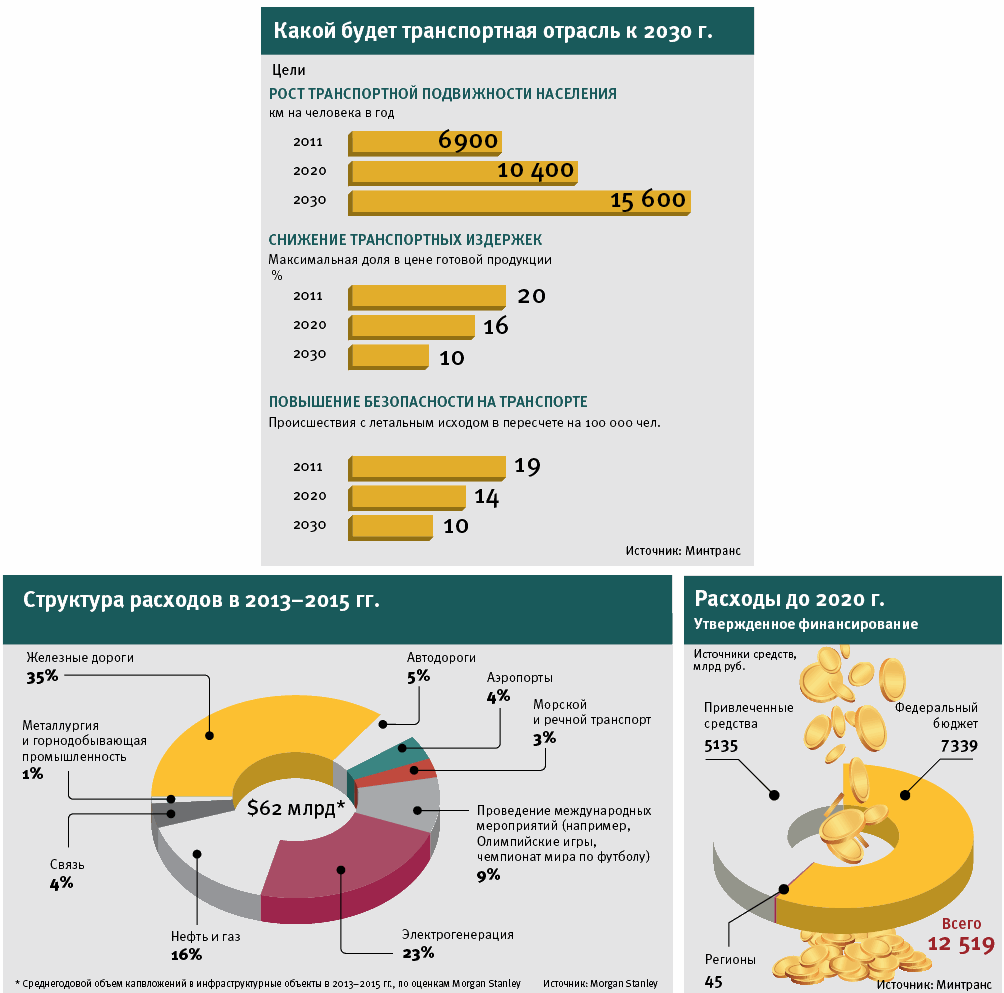 Какой будет транспортная отрасль к 2030 г.
Цели
РОСТ ТРАНСПОРТНОЙ ПОДВИЖНОСТИ НАСЕЛЕНИЯ
км на человека в год
2011 6900
2020 10 400
2030 15 600
СНИЖЕНИЕ ТРАНСПОРТНЫХ ИЗДЕРЖЕК
Максимальная доля в цене готовой продукции
%
2011 20
2020 16
2030 10
ПОВЫШЕНИЕ БЕЗОПАСНОСТИ НА ТРАНСПОРТЕ
Происшествия с летальным исходом в пересчете на 100 000 чел.
2011 19
2020 14
2030 10
Источник: Минтранс
Структура расходов в 2013–2015 гг.
Железные дороги
35%
Автодороги
5%
Аэропорты
4%
Морской
и речной транспорт
3%
Металлургия
и горнодобывающая
промышленность
1%
$62 млрд*
Проведение международных
мероприятий (например,
Олимпийские игры,
чемпионат мира по футболу)
9%
Связь
4%
Нефть и газ
16%
Электрогенерация
23%
* Среднегодовой объем капвложений в инфраструктурные объекты в 2013–2015 гг., по оценкам Morgan Stanley
Источник: Morgan Stanley
Расходы до 2020 г.
Утвержденное финансирование
Источники средств,
млрд руб.
Привлеченные
средства
5135
Федеральный
бюджет
7339
Регионы
45
Всего
12 519
Источник: Минтранс